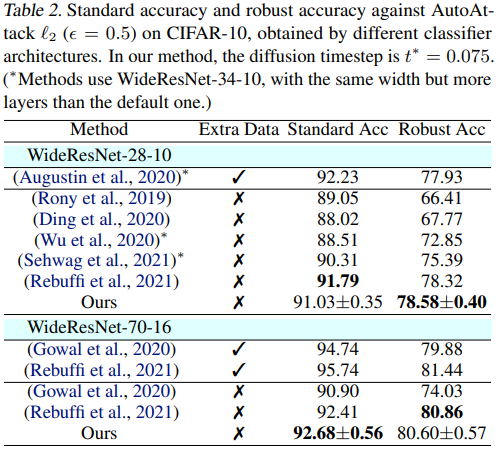 Table 2. Standard accuracy and robust accuracy against AutoAt-
tack ℓ2 (ϵ = 0.5) on CIFAR-10, obtained by different classifier
architectures. In our method, the diffusion timestep is t* = 0.075.
(*Methods use WideResNet-34-10, with the same width but more
layers than the default one.)
Method Extra Data Standard Acc Robust Acc
WideResNet-28-10
(Augustin et al., 2020)* ✓ 92.23 77.93
(Rony et al., 2019) ✗ 89.05 66.41
(Ding et al., 2020) ✗ 88.02 67.77
(Wu et al., 2020)* ✗ 88.51 72.85
(Sehwag et al., 2021)* ✗ 90.31 75.39
(Rebuffi et al., 2021) ✗ 91.79 78.32
Ours ✗ 91.03±0.35 78.58±0.40
WideResNet-70-16
(Gowal et al., 2020) ✓ 94.74 79.88
(Rebuffi et al., 2021) ✓ 95.74 81.44
(Gowal et al., 2020) ✗ 90.90 74.03
(Rebuffi et al., 2021) ✗ 92.41 80.86
Ours ✗ 92.68±0.56 80.60±0.57